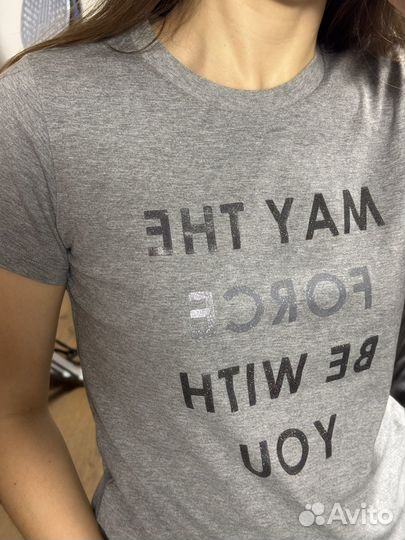 MAY THE
FORCE
BE WITH
YOU
Avito